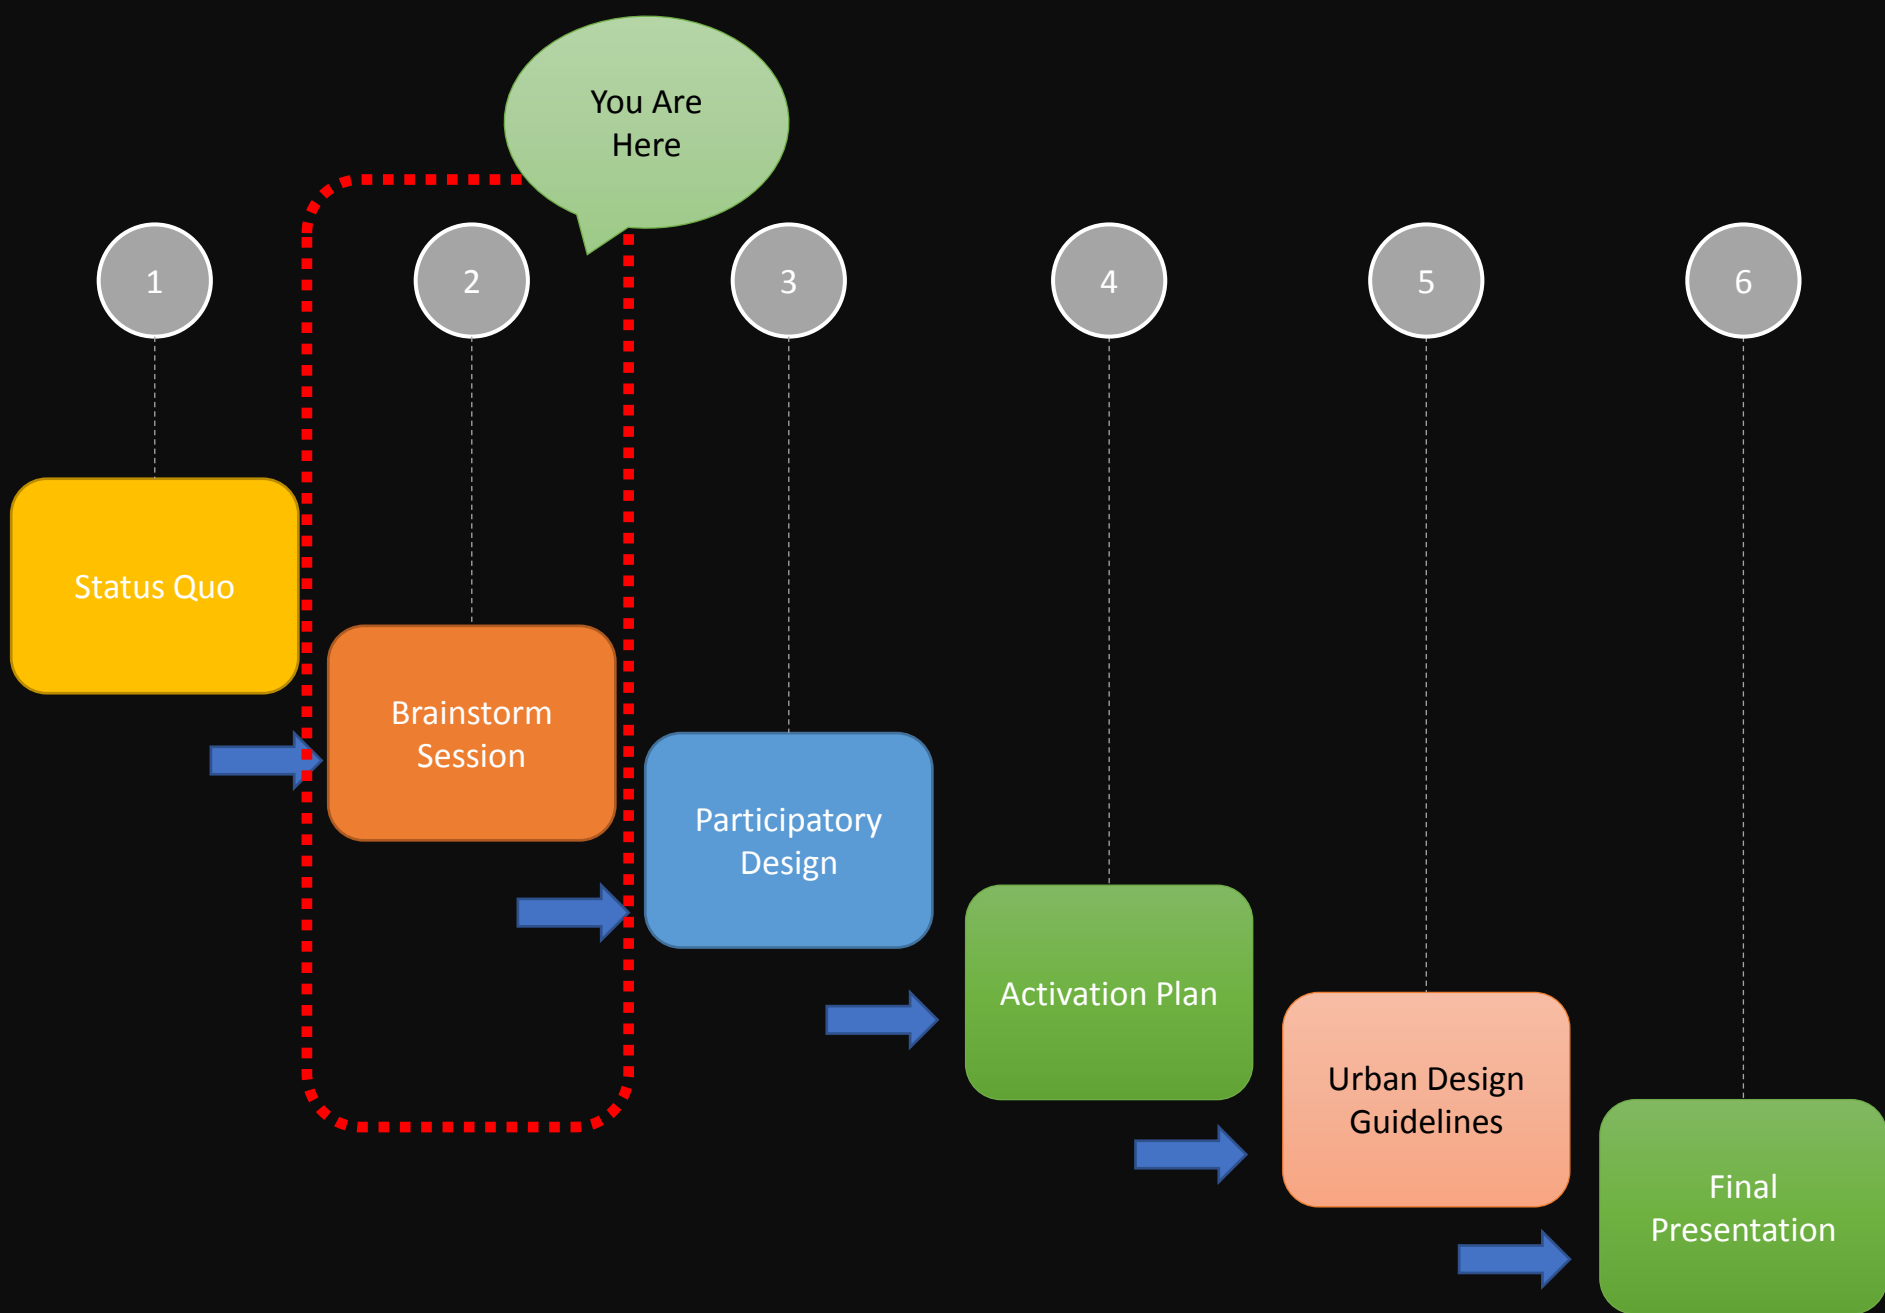 You Are
Here
1
2
3
4
5
6
Status Quo
Brainstorm
Session
Participatory
Design
Activation Plan
Urban Design
Guidelines
Final
Presentation